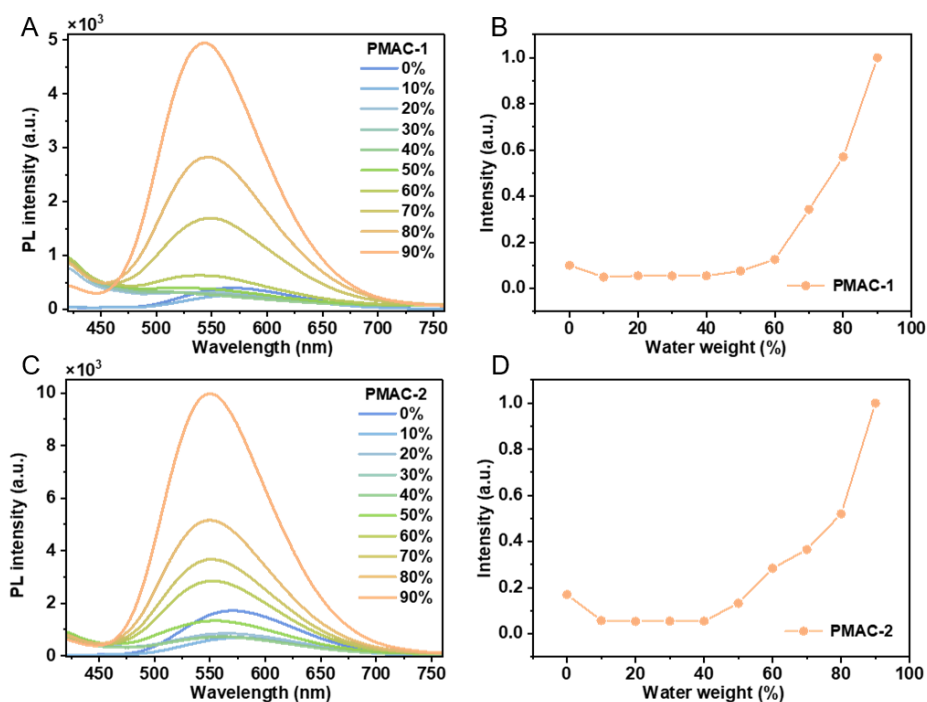 A
×10³
5
4
3
2
1
0
PL intensity (a.u.)
450 500 550 600 650 700 750
Wavelength (nm)
PMAC-1
0%
10%
20%
30%
40%
50%
60%
70%
80%
90%
B
1.0
0.8
0.6
0.4
0.2
0.0
Intensity (a.u.)
0 20 40 60 80 100
Water weight (%)
PMAC-1
C
×10³
10
8
6
4
2
0
PL intensity (a.u.)
450 500 550 600 650 700 750
Wavelength (nm)
PMAC-2
0%
10%
20%
30%
40%
50%
60%
70%
80%
90%
D
1.0
0.8
0.6
0.4
0.2
0.0
Intensity (a.u.)
0 20 40 60 80 100
Water weight (%)
PMAC-2